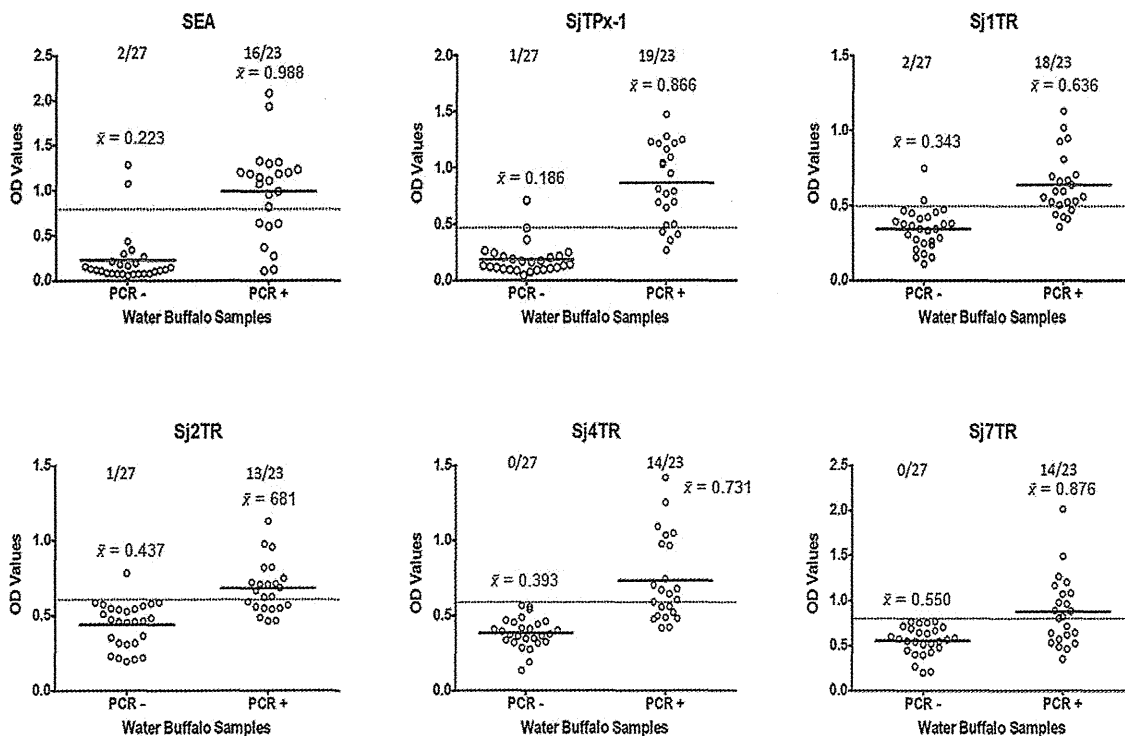 SEA
2/27
16/23
x̄ = 0.988
x̄ = 0.223
OD Values
2.5
2.0
1.5
1.0
0.5
0.0
PCR -
PCR +
Water Buffalo Samples
SjTPx-1
1/27
19/23
x̄ = 0.866
x̄ = 0.186
OD Values
2.0
1.5
1.0
0.5
0.0
PCR -
PCR +
Water Buffalo Samples
Sj1TR
2/27
18/23
x̄ = 0.636
x̄ = 0.343
OD Values
1.5
1.0
0.5
0.0
PCR -
PCR +
Water Buffalo Samples
Sj2TR
1/27
13/23
x̄ = 681
x̄ = 0.437
OD Values
1.5
1.0
0.5
0.0
PCR -
PCR +
Water Buffalo Samples
Sj4TR
0/27
14/23
x̄ = 0.731
x̄ = 0.393
OD Values
1.5
1.0
0.5
0.0
PCR -
PCR +
Water Buffalo Samples
Sj7TR
0/27
14/23
x̄ = 0.876
x̄ = 0.550
OD Values
2.5
2.0
1.5
1.0
0.5
0.0
PCR -
PCR +
Water Buffalo Samples